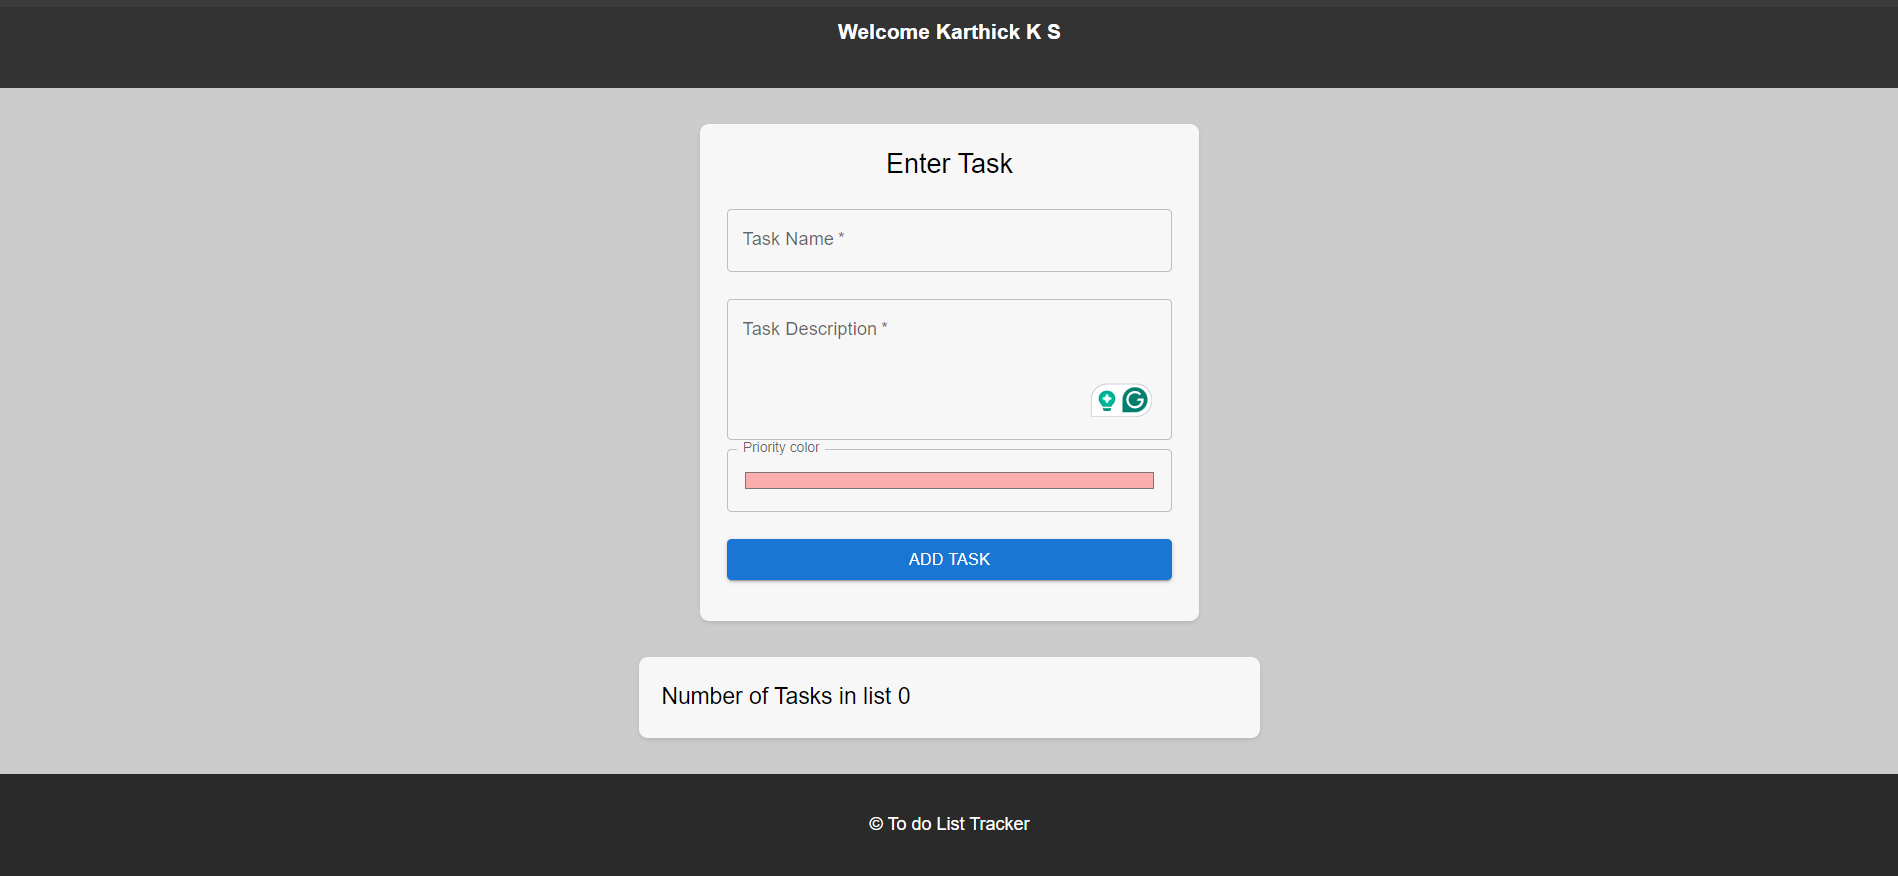 Welcome Karthick K S
Enter Task
Task Name *
Task Description *
Priority color
ADD TASK
Number of Tasks in list 0
© To do List Tracker